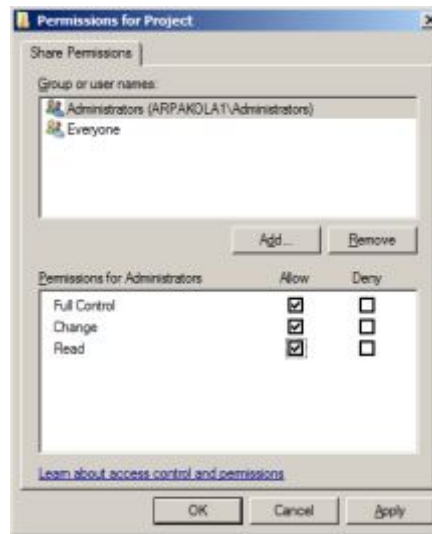 Permissions for Project
Share Permissions
Group or user names:
Administrators (ARPAKOLA1\Administrators)
Everyone
Add...
Remove
Permissions for Administrators Allow Deny
Full Control
Change
Read
Learn about access control and permissions
OK Cancel Apply